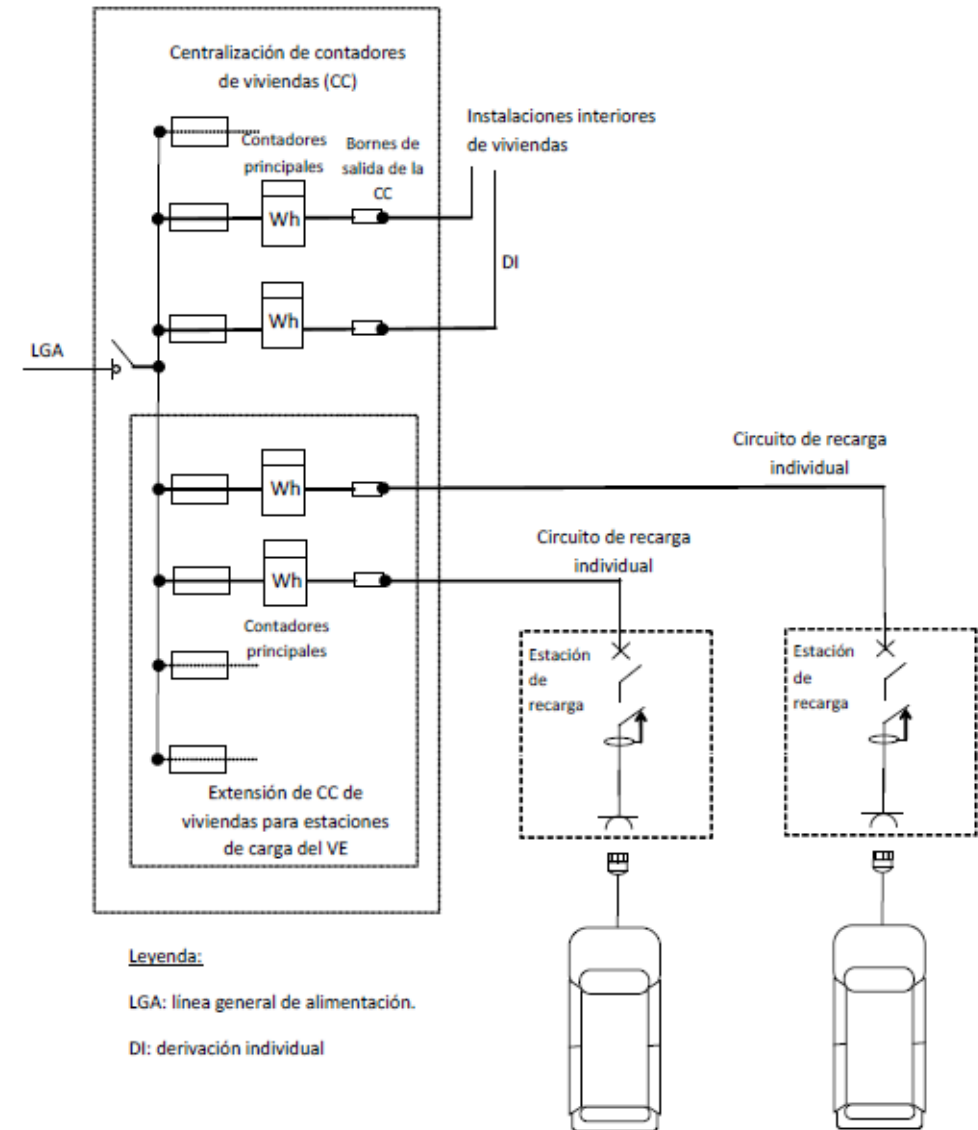 Centralización de contadores
de viviendas (CC)
Contadores
principales
Bornes de
salida de la
CC
Instalaciones interiores
de viviendas
Wh
DI
Wh
LGA
Circuito de recarga
individual
Wh
Circuito de recarga
individual
Wh
Contadores
principales
Estación
de
recarga
Estación
de
recarga
Extensión de CC de
viviendas para estaciones
de carga del VE
Leyenda:
LGA: línea general de alimentación.
DI: derivación individual